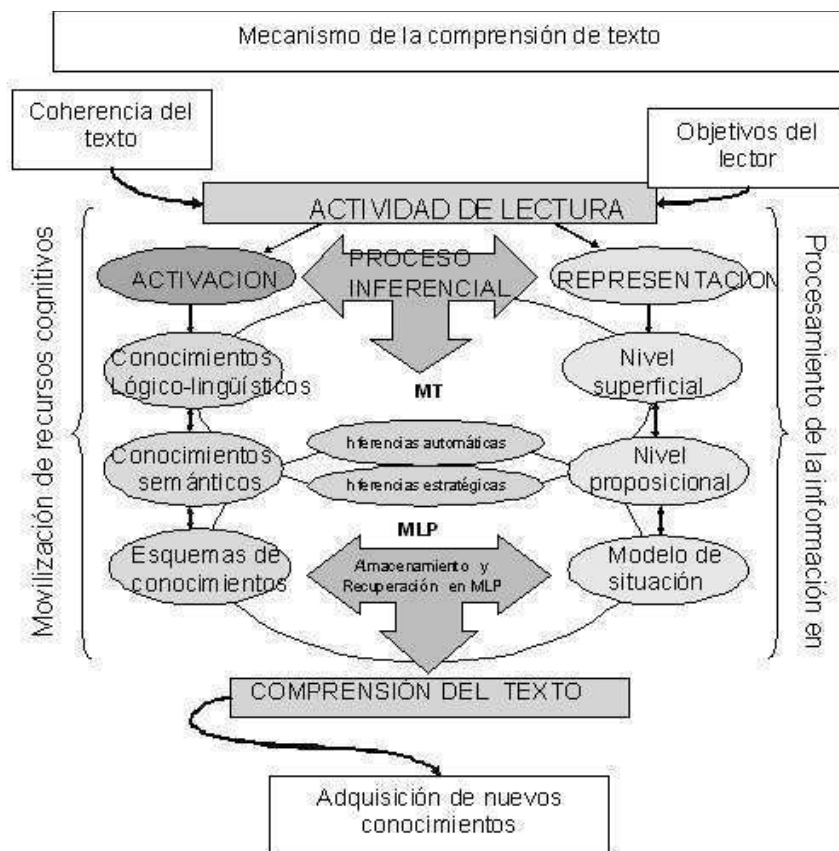 Mecanismo de la comprensión de texto
Coherencia del
texto
Objetivos del
lector
ACTIVIDAD DE LECTURA
Movilización de recursos cognitivos
Procesamiento de la información en
ACTIVACION
PROCESO
INFERENCIAL
REPRESENTACION
Conocimientos
Lógico-lingüísticos
Nivel
superficial
MT
Inferencias automáticas
Inferencias estratégicas
Conocimientos
semánticos
Nivel
proposicional
MLP
Esquemas de
conocimientos
Almacenamiento y
Recuperación en MLP
Modelo de
situación
COMPRENSIÓN DEL TEXTO
Adquisición de nuevos
conocimientos